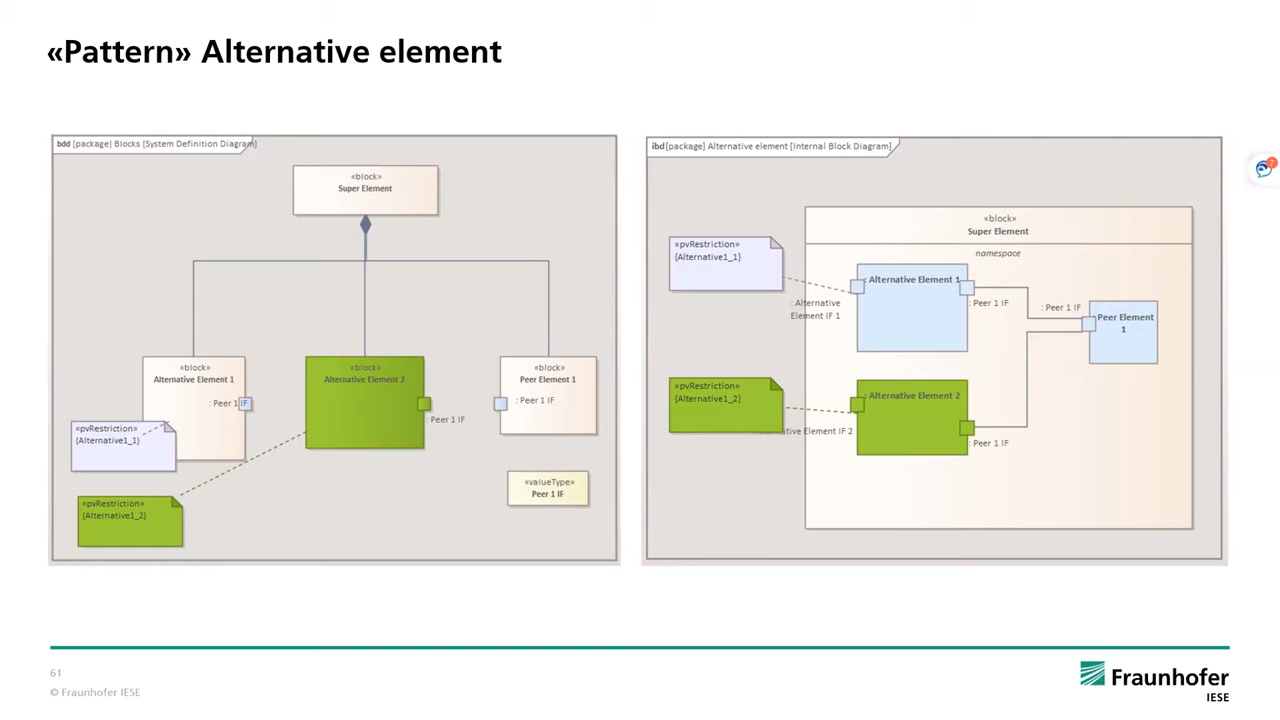 «Pattern» Alternative element
bdd [package] Blocks [System Definition Diagram]
«block»
Super Element
«block»
Alternative Element 1
: Peer 1 IF
«block»
Alternative Element 2
: Peer 1 IF
«block»
Peer Element 1
: Peer 1 IF
«pvRestriction»
{Alternative1_1}
«pvRestriction»
{Alternative1_2}
«valueType»
Peer 1 IF
ibd [package] Alternative element [Internal Block Diagram]
«block»
Super Element
namespace
«pvRestriction»
{Alternative1_1}
: Alternative Element 1
: Alternative
Element IF 1
: Peer 1 IF
: Peer 1 IF
Peer Element
1
«pvRestriction»
{Alternative1_2}
: Alternative Element 2
Element IF 2
: Peer 1 IF
7
61
© Fraunhofer IESE
Fraunhofer
IESE